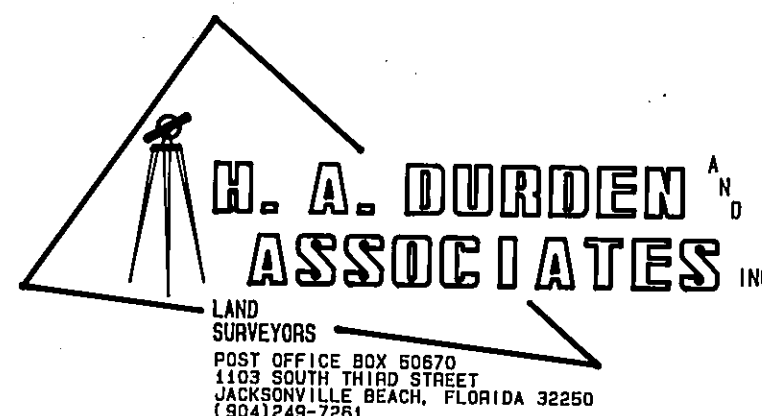 H. A. DURDEN AND
ASSOCIATES INC
LAND
SURVEYORS
POST OFFICE BOX 50670
1103 SOUTH THIRD STREET
JACKSONVILLE BEACH, FLORIDA 32250
(904)249-7261